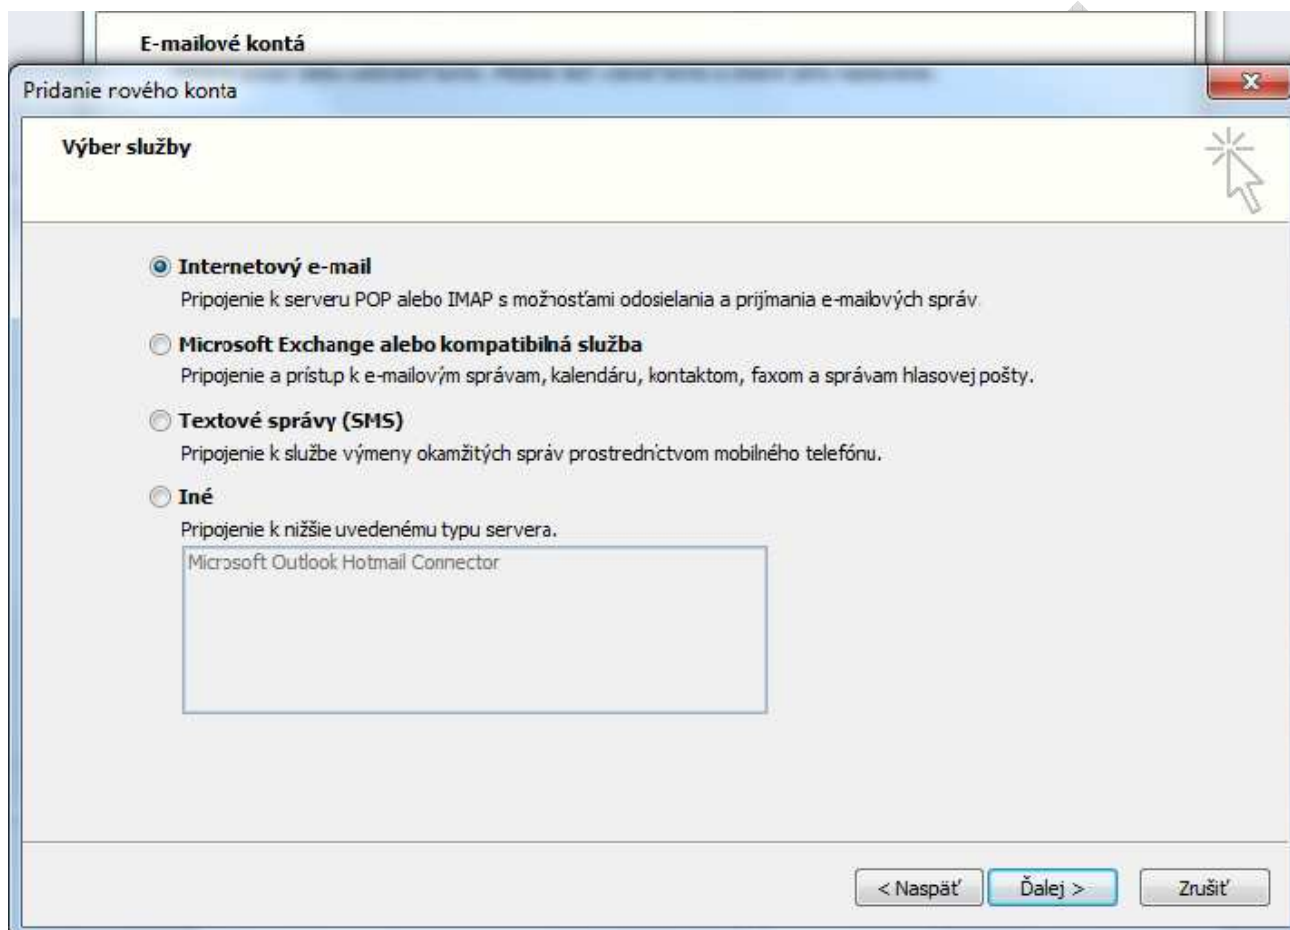 E-mailové kontá
Pridanie nového konta
Výber služby
Internetový e-mail
Pripojenie k serveru POP alebo IMAP s možnosťami odosielania a prijímania e-mailových správ.
Microsoft Exchange alebo kompatibilná služba
Pripojenie a prístup k e-mailovým správam, kalendáru, kontaktom, faxom a správam hlasovej pošty.
Textové správy (SMS)
Pripojenie k službe výmeny okamžitých správ prostredníctvom mobilného telefónu.
Iné
Pripojenie k nižšie uvedenému typu servera.
Microsoft Outlook Hotmail Connector
< Naspäť
Ďalej >
Zrušiť